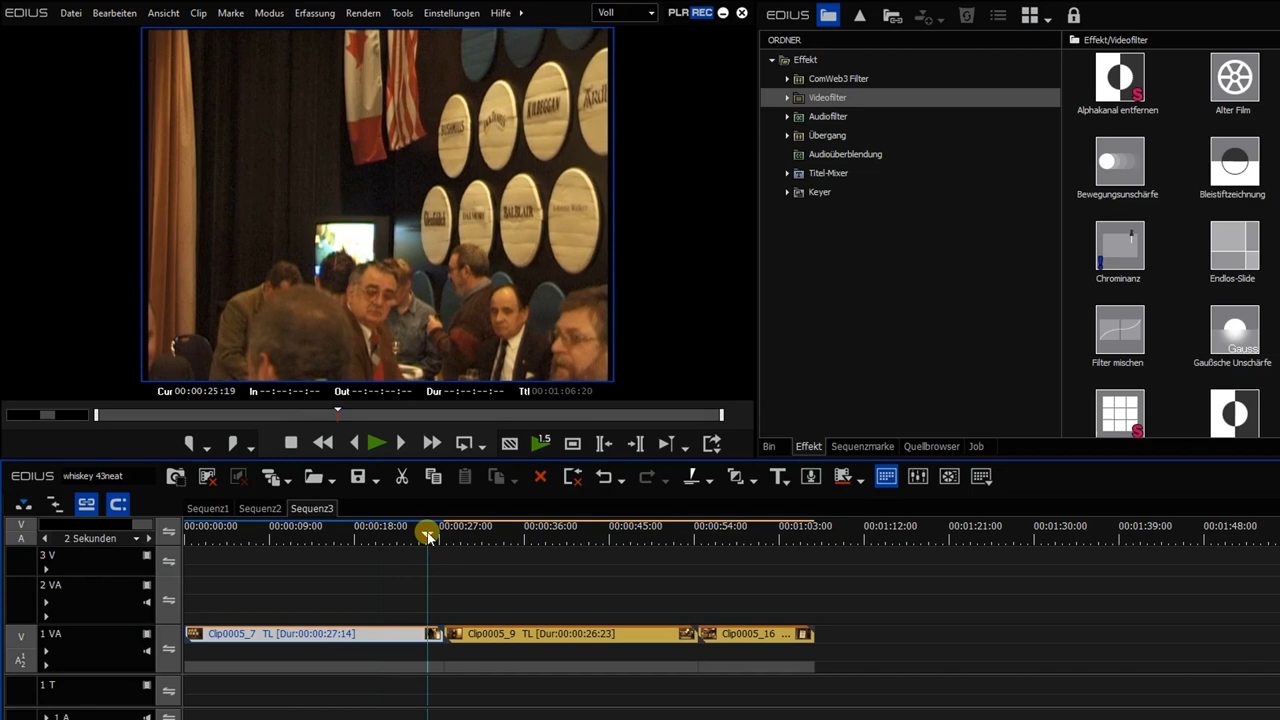 EDIUS Datei Bearbeiten Ansicht Clip Marke Modus Erfassung Rendern Tools Einstellungen Hilfe Voll PLR REC
BUSHMILLS
KILBEGGAN
DALMORE BALBLAIR
Cur 00:00:25:19 In --:--:--:-- Out --:--:--:-- Dur --:--:--:-- Ttl 00:01:06:20
1.5
EDIUS
ORDNER
Effekt
ComWeb3 Filter
Videofilter
Audiofilter
Übergang
Audioüberblendung
Titel-Mixer
Keyer
Effekt/Videofilter
S
Alphakanal entfernen
Alter Film
Bewegungsunschärfe
Bleistiftzeichnung
Chrominanz
Endlos-Slide
Filter mischen
Gauss
Gaußsche Unschärfe
S
Bin Effekt Sequenzmarke Quellbrowser Job
EDIUS whiskey 43neat
Sequenz1 Sequenz2 Sequenz3
V
A
2 Sekunden
00:00:00:00 00:00:09:00 00:00:18:00 00:00:27:00 00:00:36:00 00:00:45:00 00:00:54:00 00:01:03:00 00:01:12:00 00:01:21:00 00:01:30:00 00:01:39:00 00:01:48:00
3 V
2 VA
V
A1/2
1 VA
Clip0005_7 TL [Dur:00:00:27:14] Clip0005_9 TL [Dur:00:00:26:23] Clip0005_16 ...
1 T
1 A